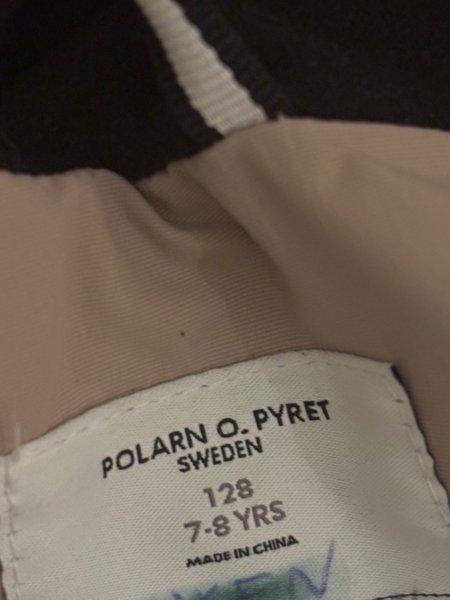 POLARN O. PYRET
SWEDEN
128
7-8 YRS
MADE IN CHINA